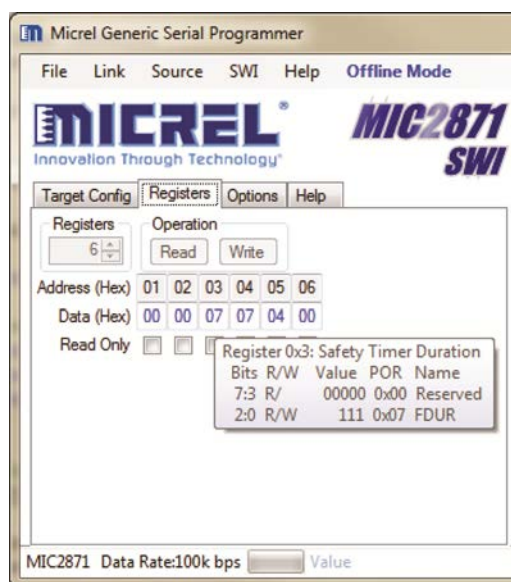 Micrel Generic Serial Programmer
File Link Source SWI Help Offline Mode
MICREL®
Innovation Through Technology®
MIC2871
SWI
Target Config Registers Options Help
Registers Operation
6 Read Write
Address (Hex) 01 02 03 04 05 06
Data (Hex) 00 00 07 07 04 00
Read Only
Register 0x3: Safety Timer Duration
Bits R/W Value POR Name
7:3 R/ 00000 0x00 Reserved
2:0 R/W 111 0x07 FDUR
MIC2871 Data Rate:100k bps Value